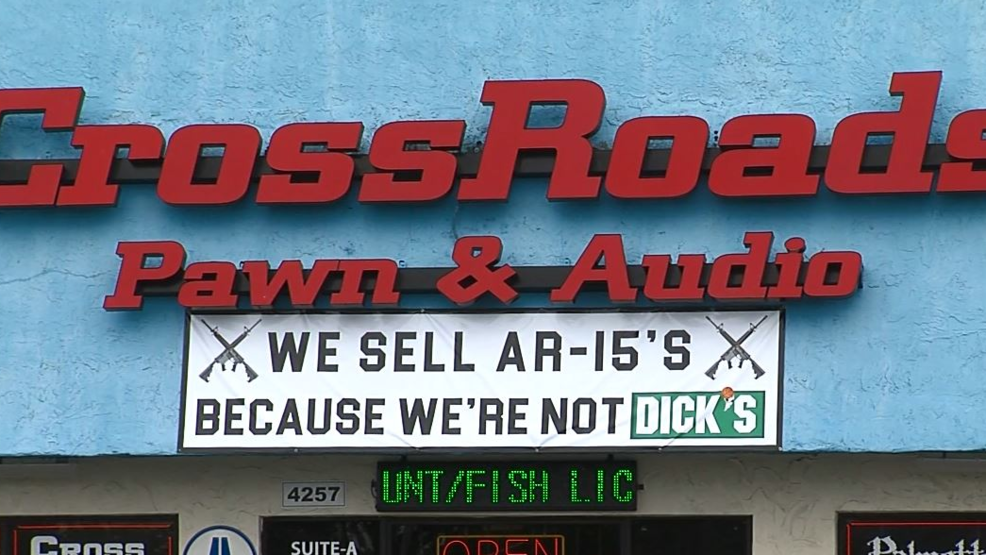 CrossRoads
Pawn & Audio
WE SELL AR-15'S
BECAUSE WE'RE NOT DICK'S
UNT/FISH LIC
4257
CROSS
SUITE-A
OPEN